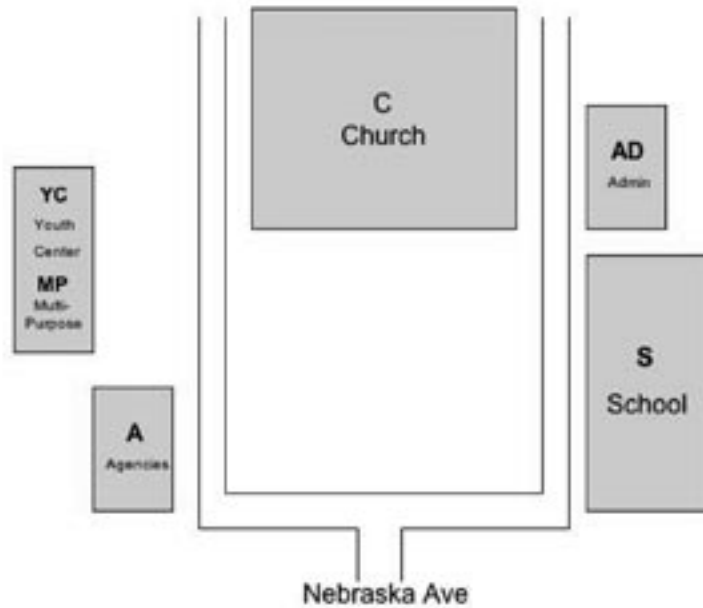 C
Church
AD
Admin
YC
Youth
Center
MP
Multi-
Purpose
S
School
A
Agencies
Nebraska Ave